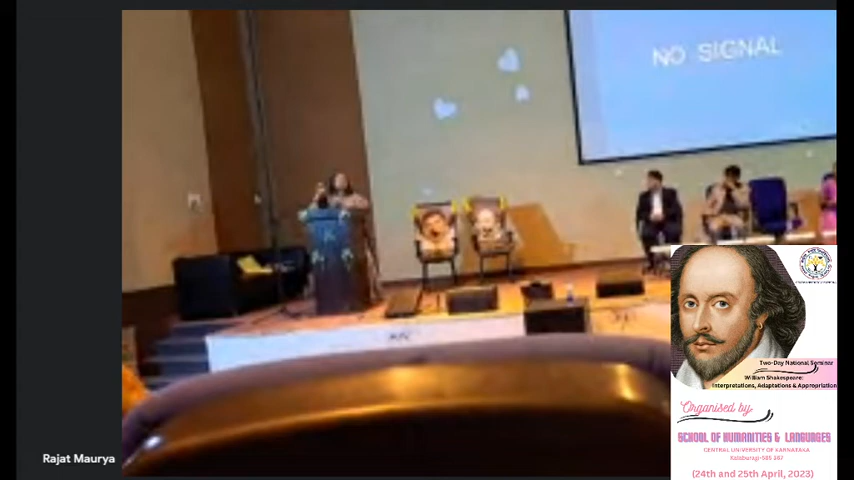 NO SIGNAL
Two-Day National Seminar
William Shakespeare:
Interpretations, Adaptations & Appropriation
Organised by
SCHOOL OF HUMANITIES & LANGUAGES
CENTRAL UNIVERSITY OF KARNATAKA
(24th and 25th April, 2023)
Rajat Maurya